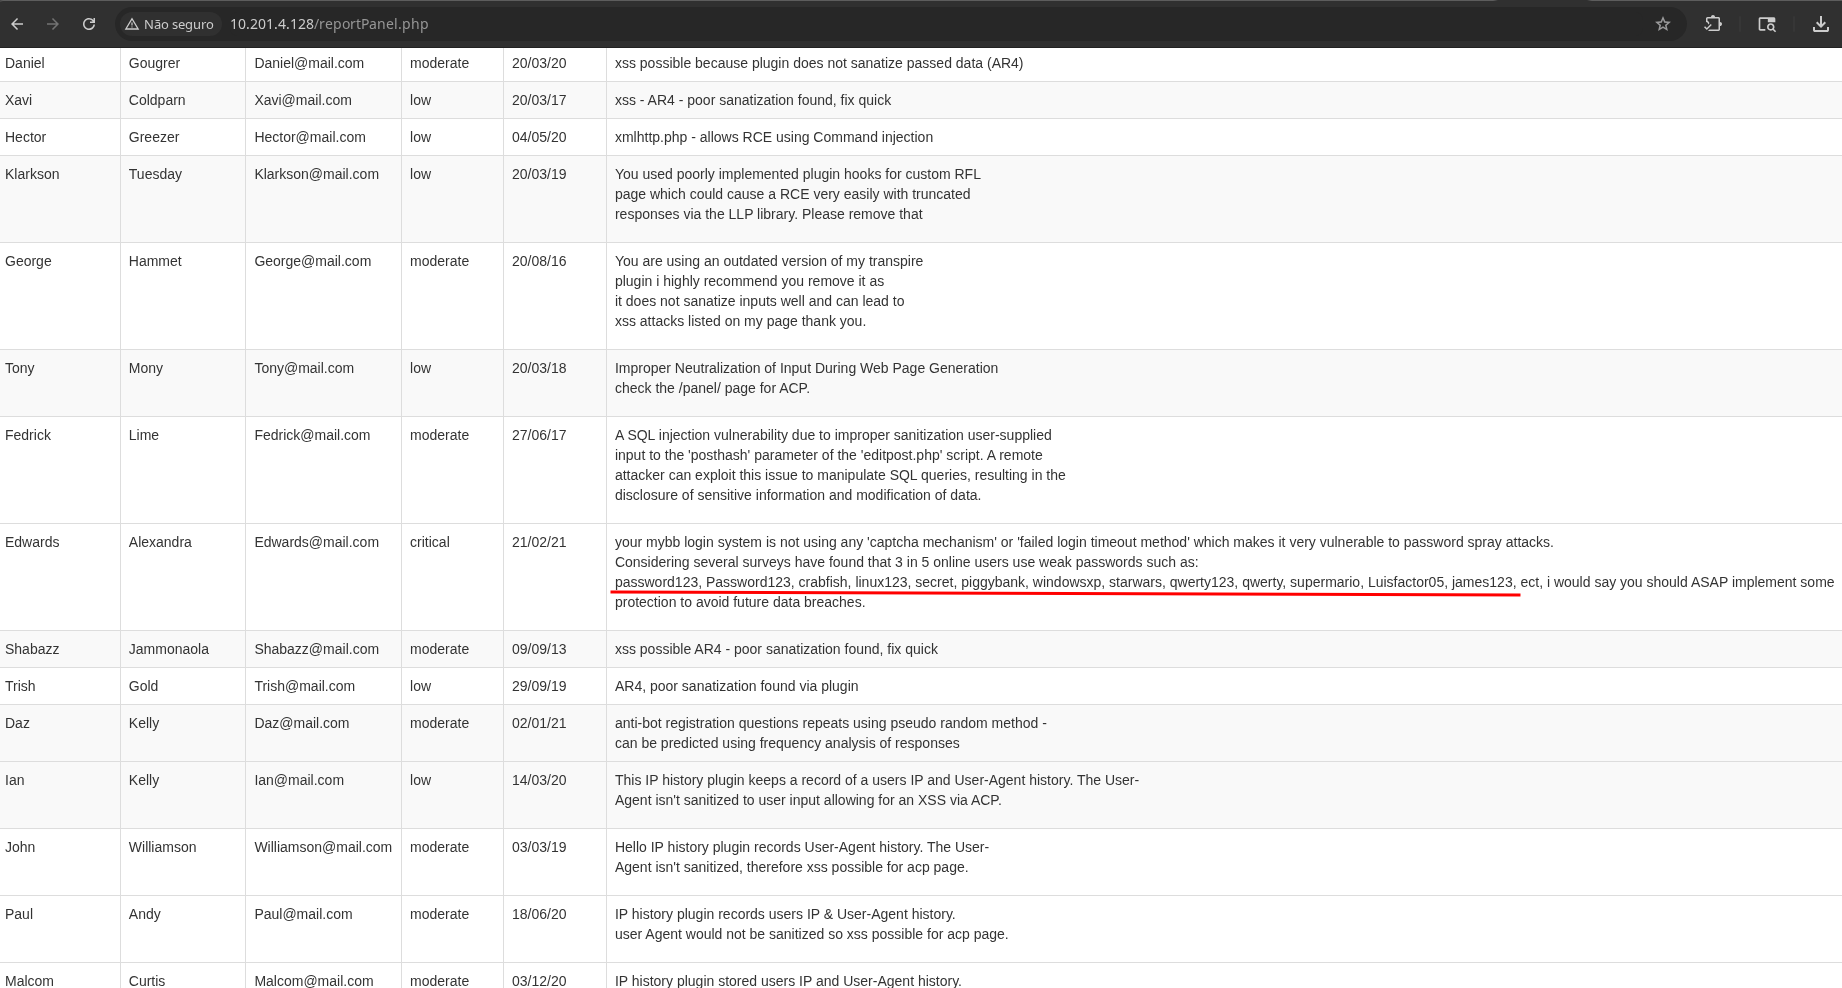 Não seguro 10.201.4.128/reportPanel.php
Daniel Gougrer Daniel@mail.com moderate 20/03/20 xss possible because plugin does not sanatize passed data (AR4)
Xavi Coldparn Xavi@mail.com low 20/03/17 xss - AR4 - poor sanatization found, fix quick
Hector Greezer Hector@mail.com low 04/05/20 xmlhttp.php - allows RCE using Command injection
Klarkson Tuesday Klarkson@mail.com low 20/03/19 You used poorly implemented plugin hooks for custom RFL
page which could cause a RCE very easily with truncated
responses via the LLP library. Please remove that
George Hammet George@mail.com moderate 20/08/16 You are using an outdated version of my transpire
plugin i highly recommend you remove it as
it does not sanatize inputs well and can lead to
xss attacks listed on my page thank you.
Tony Mony Tony@mail.com low 20/03/18 Improper Neutralization of Input During Web Page Generation
check the /panel/ page for ACP.
Fedrick Lime Fedrick@mail.com moderate 27/06/17 A SQL injection vulnerability due to improper sanitization user-supplied
input to the 'posthash' parameter of the 'editpost.php' script. A remote
attacker can exploit this issue to manipulate SQL queries, resulting in the
disclosure of sensitive information and modification of data.
Edwards Alexandra Edwards@mail.com critical 21/02/21 your mybb login system is not using any 'captcha mechanism' or 'failed login timeout method' which makes it very vulnerable to password spray attacks.
Considering several surveys have found that 3 in 5 online users use weak passwords such as:
password123, Password123, crabfish, linux123, secret, piggybank, windowsxp, starwars, qwerty123, qwerty, supermario, Luisfactor05, james123, ect, i would say you should ASAP implement some
protection to avoid future data breaches.
Shabazz Jammonaola Shabazz@mail.com moderate 09/09/13 xss possible AR4 - poor sanatization found, fix quick
Trish Gold Trish@mail.com low 29/09/19 AR4, poor sanatization found via plugin
Daz Kelly Daz@mail.com moderate 02/01/21 anti-bot registration questions repeats using pseudo random method -
can be predicted using frequency analysis of responses
Ian Kelly Ian@mail.com low 14/03/20 This IP history plugin keeps a record of a users IP and User-Agent history. The User-
Agent isn't sanitized to user input allowing for an XSS via ACP.
John Williamson Williamson@mail.com moderate 03/03/19 Hello IP history plugin records User-Agent history. The User-
Agent isn't sanitized, therefore xss possible for acp page.
Paul Andy Paul@mail.com moderate 18/06/20 IP history plugin records users IP & User-Agent history.
user Agent would not be sanitized so xss possible for acp page.
Malcom Curtis Malcom@mail.com moderate 03/12/20 IP history plugin stored users IP and User-Agent history.